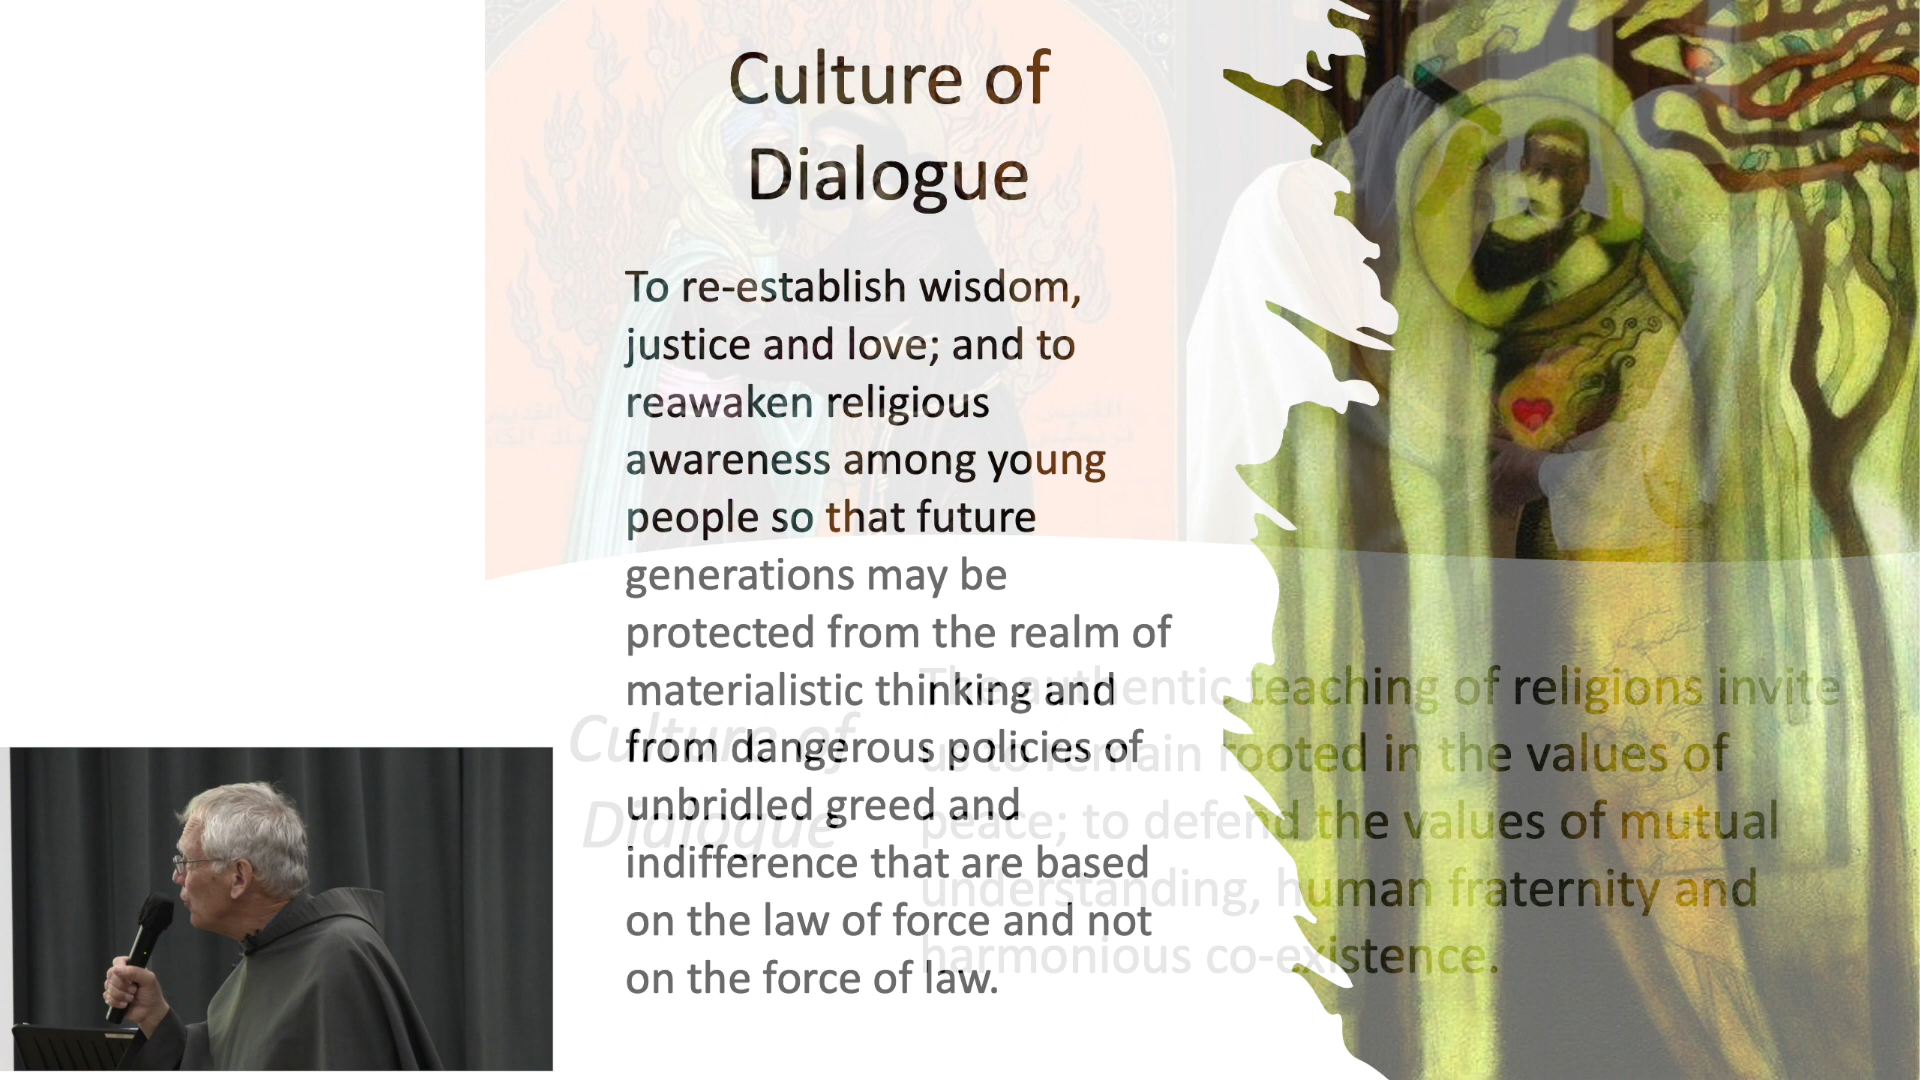 Culture of
Dialogue
To re-establish wisdom,
justice and love; and to
reawaken religious
awareness among young
people so that future
generations may be
protected from the realm of
materialistic thinking and
from dangerous policies of
unbridled greed and
indifference that are based
on the law of force and not
on the force of law.
Culture of
Dialogue
The authentic teaching of religions invite
us to remain rooted in the values of
peace; to defend the values of mutual
understanding, human fraternity and
harmonious co-existence.